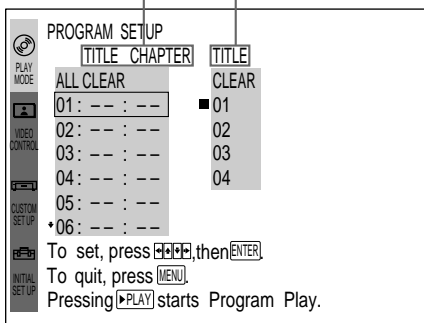 PROGRAM SETUP
TITLE CHAPTER
TITLE
PLAY MODE
ALL CLEAR
CLEAR
01: -- : --
01
VIDEO CONTROL
02: -- : --
02
03: -- : --
03
04: -- : --
04
CUSTOM SET UP
05: -- : --
06: -- : --
To set, press ,then ENTER.
INITIAL SET UP
To quit, press MENU.
Pressing PLAY starts Program Play.